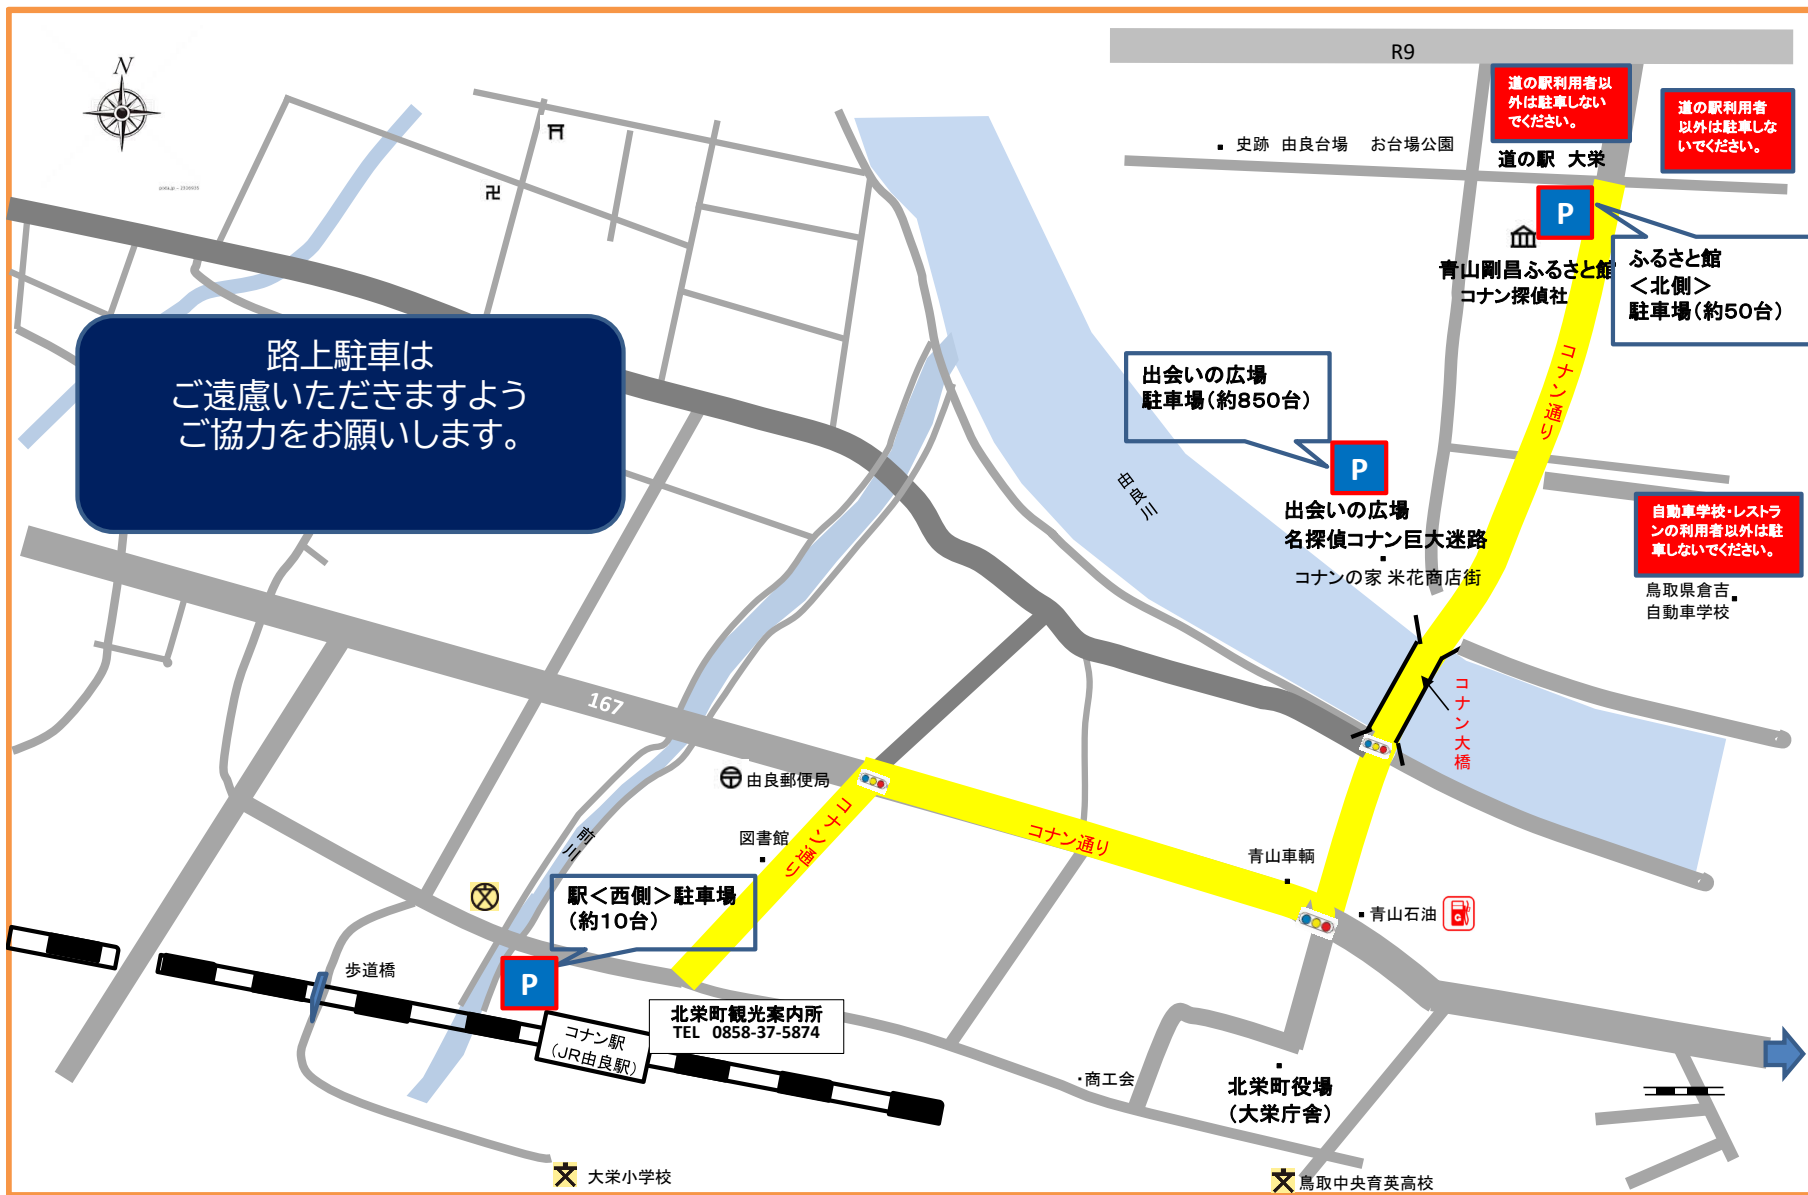 N
R9
道の駅利用者以
外は駐車しない
でください。
道の駅利用者
以外は駐車しな
いでください。
史跡 由良台場 お台場公園
道の駅 大栄
P
青山剛昌ふるさと館
コナン探偵社
ふるさと館
＜北側＞
駐車場（約50台）
路上駐車は
ご遠慮いただきますよう
ご協力をお願いします。
コナン通り
出会いの広場
駐車場（約850台）
P
由良川
出会いの広場
名探偵コナン巨大迷路
コナンの家 米花商店街
自動車学校・レストラ
ンの利用者以外は駐
車しないでください。
鳥取県倉吉
自動車学校
167
コナン大橋
由良郵便局
図書館
コナン通り
コナン通り
前川
青山車輌
青山石油
G
駅＜西側＞駐車場
（約10台）
歩道橋
P
北栄町観光案内所
TEL 0858-37-5874
コナン駅
（JR由良駅）
・商工会
北栄町役場
（大栄庁舎）
大栄小学校
鳥取中央育英高校